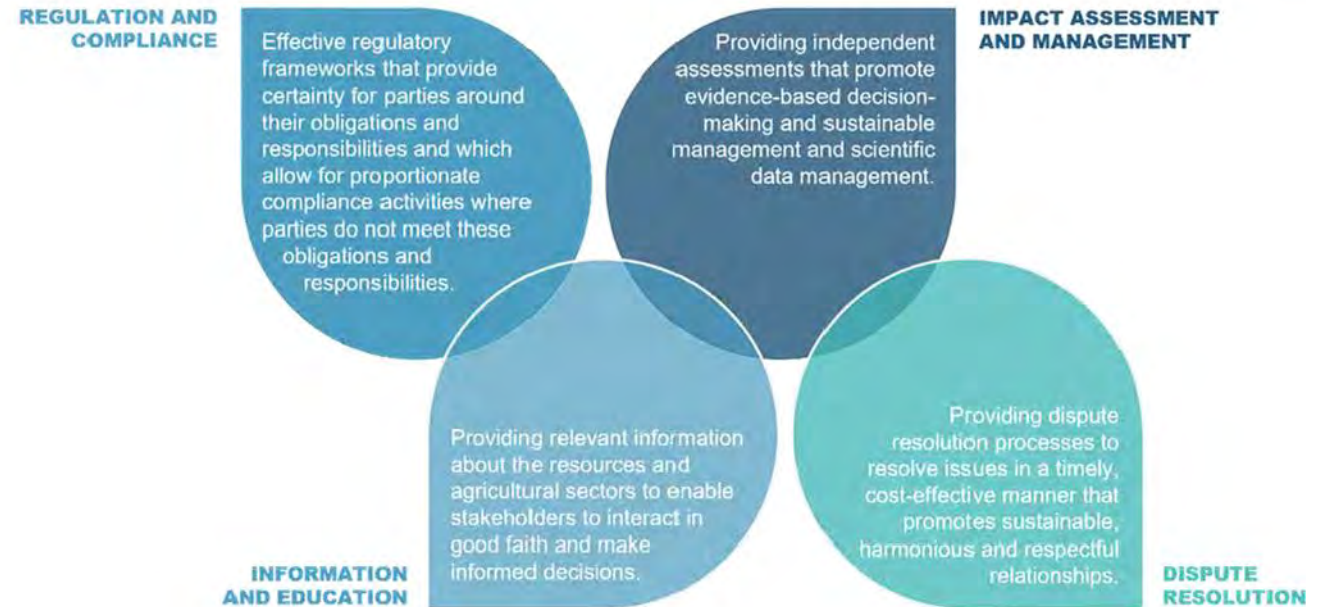 REGULATION AND
COMPLIANCE
Effective regulatory
frameworks that provide
certainty for parties around
their obligations and
responsibilities and which
allow for proportionate
compliance activities where
parties do not meet these
obligations and
responsibilities.
IMPACT ASSESSMENT
AND MANAGEMENT
Providing independent
assessments that promote
evidence-based decision-
making and sustainable
management and scientific
data management.
Providing relevant information
about the resources and
agricultural sectors to enable
stakeholders to interact in
good faith and make
informed decisions.
INFORMATION
AND EDUCATION
Providing dispute
resolution processes to
resolve issues in a timely,
cost-effective manner that
promotes sustainable,
harmonious and respectful
relationships.
DISPUTE
RESOLUTION